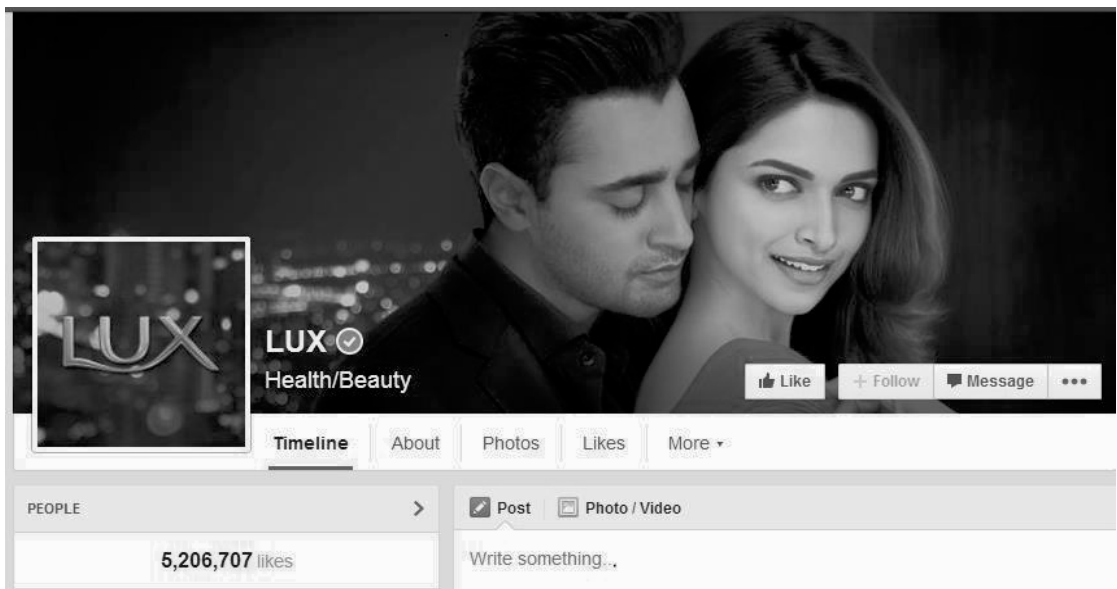 LUX
LUX
Health/Beauty
Like
+ Follow
Message
Timeline
About
Photos
Likes
More
PEOPLE
Post
Photo / Video
5,206,707 likes
Write something...